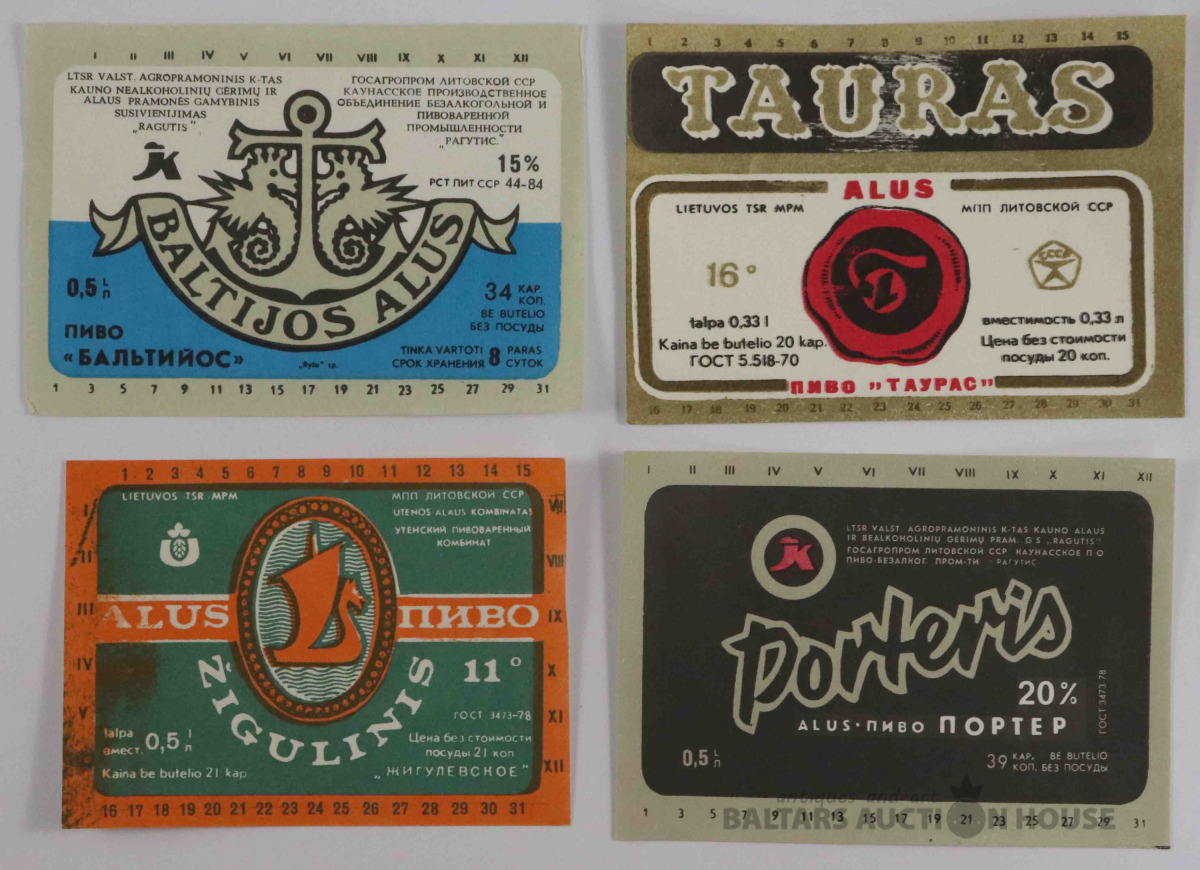 I II III IV V VI VII VIII IX X XI XII
LTSR VALST. AGROPRAMONINIS K-TAS
KAUNO NEALKOHOLINIŲ GĖRIMŲ IR
ALAUS PRAMONĖS GAMYBINIS
SUSIVIENIJIMAS
„RAGUTIS"
ГОСАГРОПРОМ ЛИТОВСКОЙ ССР
КАУНАССКОЕ ПРОИЗВОДСТВЕННОЕ
ОБЪЕДИНЕНИЕ БЕЗАЛКОГОЛЬНОЙ И
ПИВОВАРЕННОЙ
ПРОМЫШЛЕННОСТИ
„РАГУТИС."
15%
РСТ ЛИТ ССР 44-84
BALTIJOS ALUS
0,5 L
Л
ПИВО
«БАЛЬТИЙОС»
34 KAP.
КОП.
BE BUTELIO
БЕЗ ПОСУДЫ
TINKA VARTOTI 8 PARAS
СРОК ХРАНЕНИЯ СУТОК
1 3 5 7 9 11 13 15 17 19 21 23 25 27 29 31
1 2 3 4 5 6 7 8 9 10 11 12 13 14 15
TAURAS
ALUS
LIETUVOS TSR MPM
МПП ЛИТОВСКОЙ ССР
16°
СССР
talpa 0,33 l
Kaina be butelio 20 kap.
ГОСТ 5.518-70
вместимость 0,33 л
Цена без стоимости
посуды 20 коп.
ПИВО „ТАУРАС"
16 17 18 19 20 21 22 23 24 25 26 27 28 29 30 31
1 2 3 4 5 6 7 8 9 10 11 12 13 14 15
LIETUVOS TSR MPM
МПП ЛИТОВСКОЙ ССР
UTENOS ALAUS KOMBINATAS
УТЕНСКИЙ ПИВОВАРЕННЫЙ
КОМБИНАТ
I
II
III
IV
V
VI
VII
VIII
IX
X
XI
XII
ALUS ПИВО
ŽIGULINIS
11°
ГОСТ 3473-78
talpa
вмест. 0,5 l
л
Kaina be butelio 21 kap
Цена без стоимости
посуды 21 коп
„ЖИГУЛЕВСКОЕ"
16 17 18 19 20 21 22 23 24 25 26 27 28 29 30 31
I II III IV V VI VII VIII IX X XI XII
LTSR VALST. AGROPRAMONINIS K-TAS KAUNO ALAUS
IR BEALKOHOLINIŲ GĖRIMŲ PRAM. G S „RAGUTIS"
ГОСАГРОПРОМ ЛИТОВСКОЙ ССР КАУНАССКОЕ П О
ПИВО-БЕЗАЛКОГ. ПРОМ-ТИ РАГУТИС
Porteris
20%
ALUS·ПИВО ПОРТЕР
ГОСТ 3473-78
0,5 l
л
39 KAP. BE BUTELIO
КОП. БЕЗ ПОСУДЫ
antiques and art
BALTARS AUCTION HOUSE
1 3 5 7 9 11 13 15 17 19 21 23 25 27 29 31